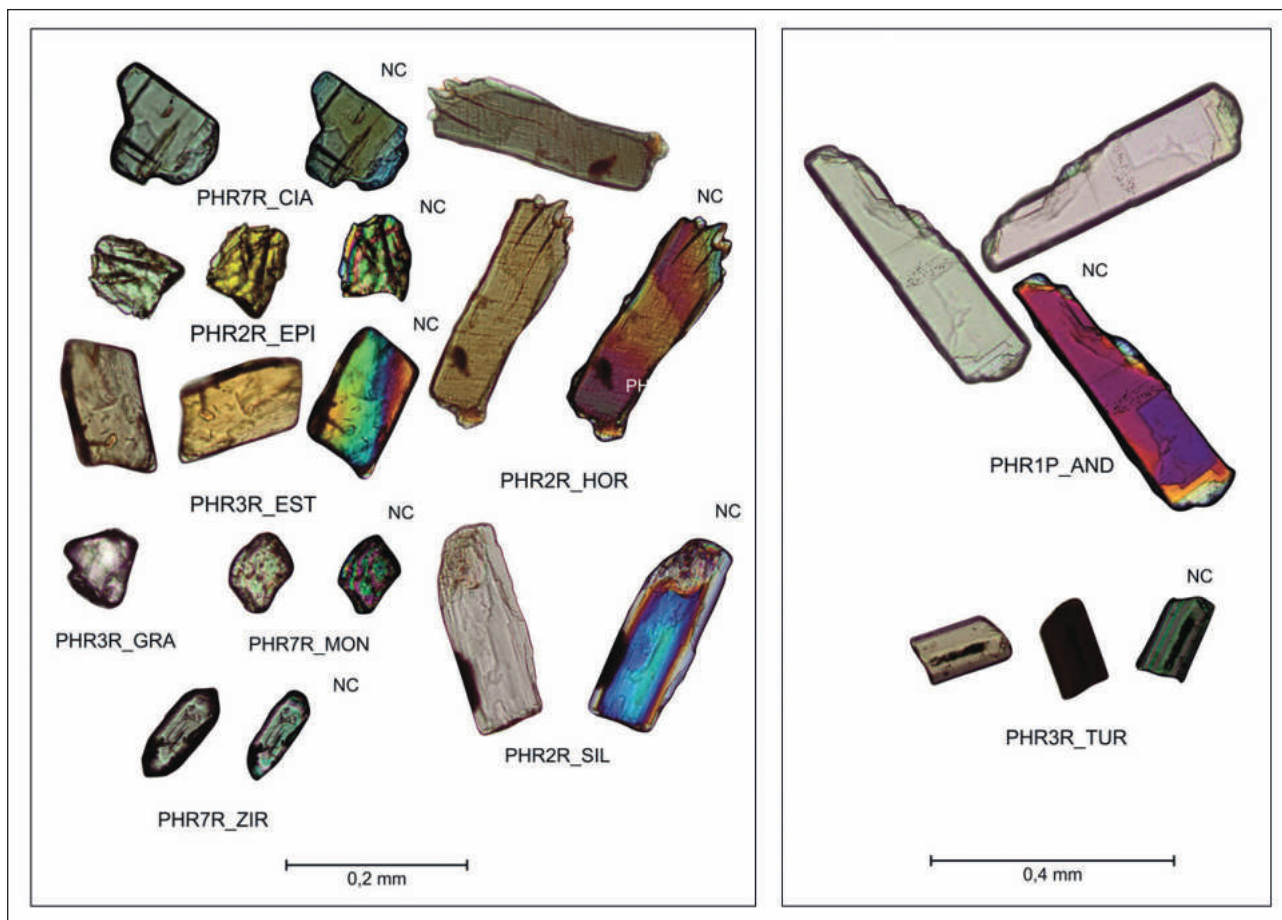 NC
PHR7R_CIA
NC
PHR2R_EPI
NC
PHR3R_EST
NC
PH
PHR2R_HOR
PHR3R_GRA
NC
PHR7R_MON
NC
PHR2R_SIL
NC
PHR7R_ZIR
0,2 mm
NC
PHR1P_AND
NC
PHR3R_TUR
0,4 mm